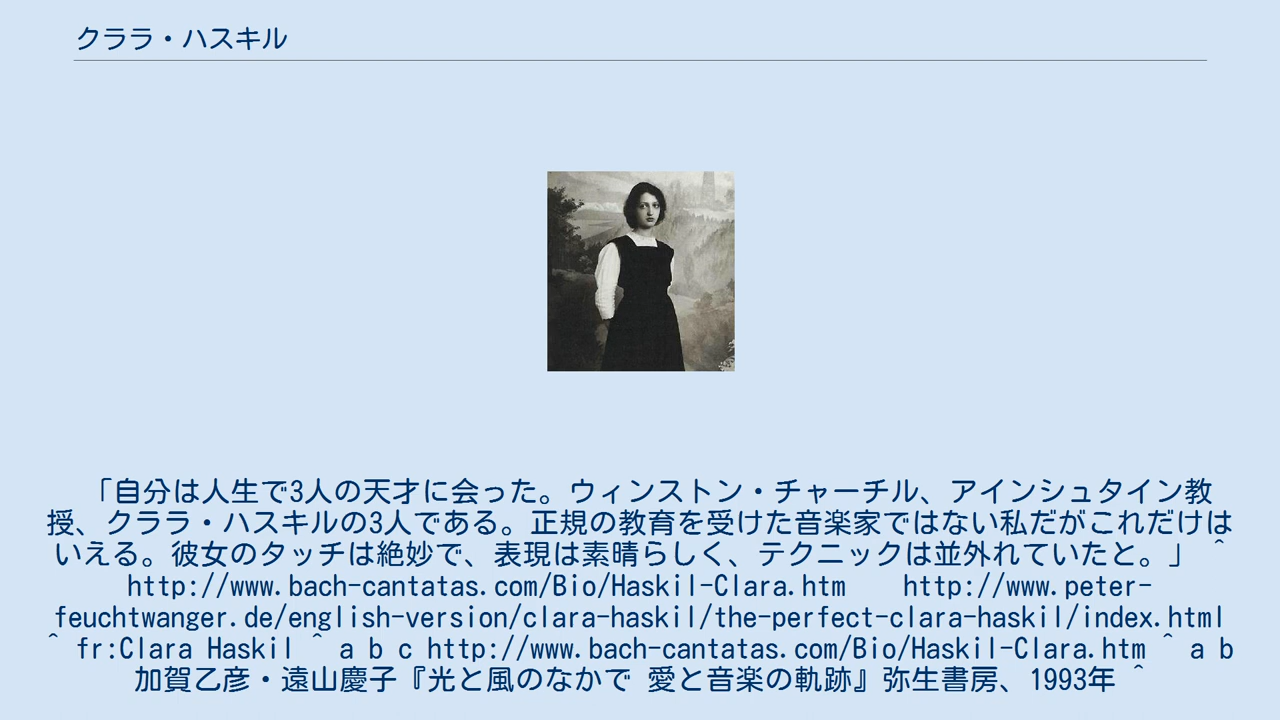 クララ・ハスキル
「自分は人生で3人の天才に会った。ウィンストン・チャーチル、アインシュタイン教
授、クララ・ハスキルの3人である。正規の教育を受けた音楽家ではない私だがこれだけは
いえる。彼女のタッチは絶妙で、表現は素晴らしく、テクニックは並外れていたと。」 ^
http://www.bach-cantatas.com/Bio/Haskil-Clara.htm　 http://www.peter-
feuchtwanger.de/english-version/clara-haskil/the-perfect-clara-haskil/index.html
^ fr:Clara Haskil ^ a b c http://www.bach-cantatas.com/Bio/Haskil-Clara.htm ^ a b
加賀乙彦・遠山慶子『光と風のなかで 愛と音楽の軌跡』弥生書房、1993年 ^